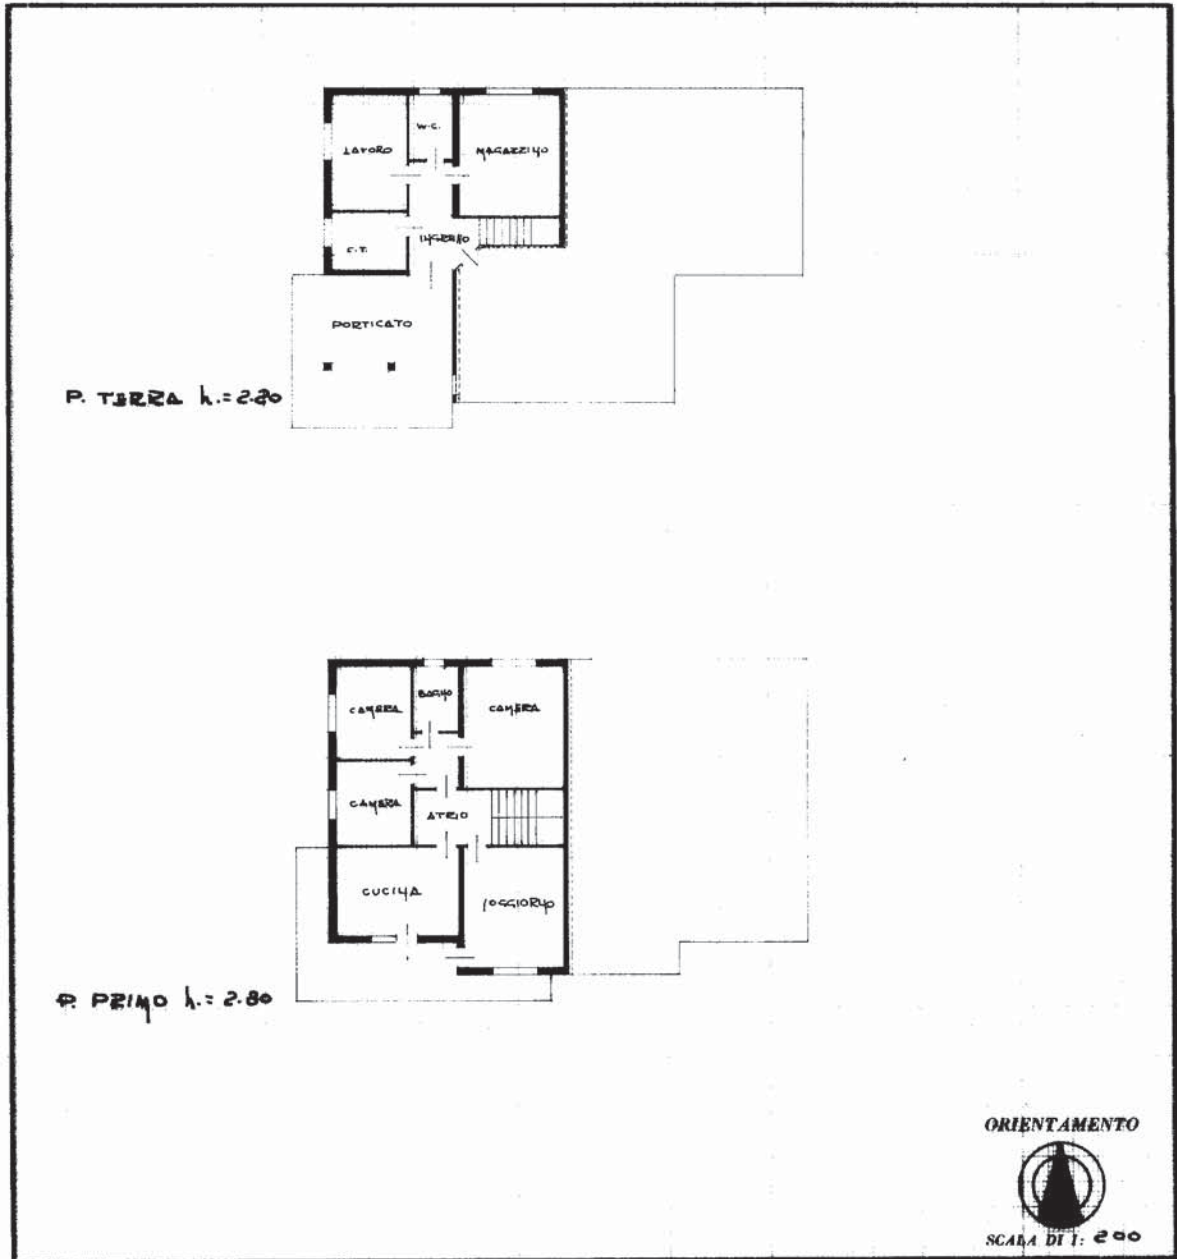 W.C.
LAVORO
MAGAZZINO
INGRESSO
C.T.
PORTICATO
P. TERRA h.=2.20
BAGNO
CAMERA
CAMERA
CAMERA
ATRIO
CUCINA
SOGGIORNO
P. PRIMO h.=2.80
ORIENTAMENTO
SCALA DI 1: 200